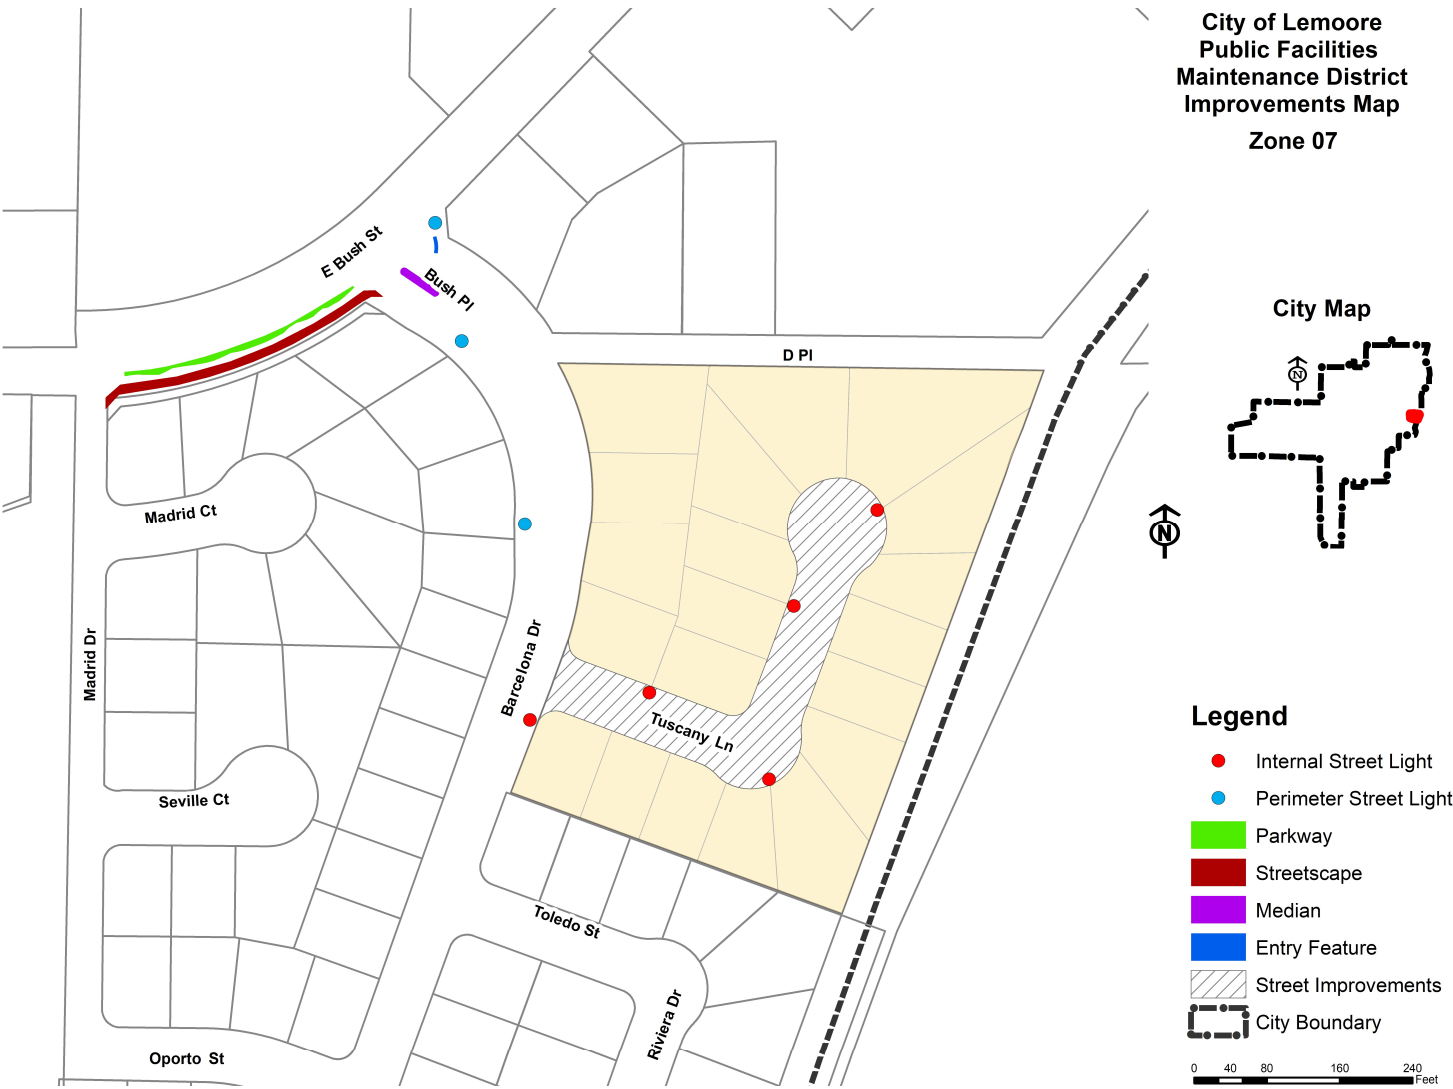 City of Lemoore
Public Facilities
Maintenance District
Improvements Map
Zone 07
E Bush St
Bush Pl
D Pl
City Map
N
Madrid Ct
N
Madrid Dr
Barcelona Dr
Tuscany Ln
Seville Ct
Toledo St
Riviera Dr
Oporto St
Legend
Internal Street Light
Perimeter Street Light
Parkway
Streetscape
Median
Entry Feature
Street Improvements
City Boundary
0 40 80 160 240
Feet